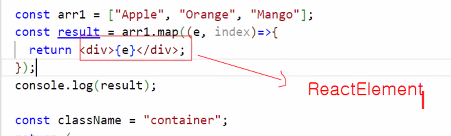 const arr1 = ["Apple", "Orange", "Mango"];
const result = arr1.map((e, index)=>{
return <div>{e}</div>;
});
console.log(result);
ReactElement
const className = "container";